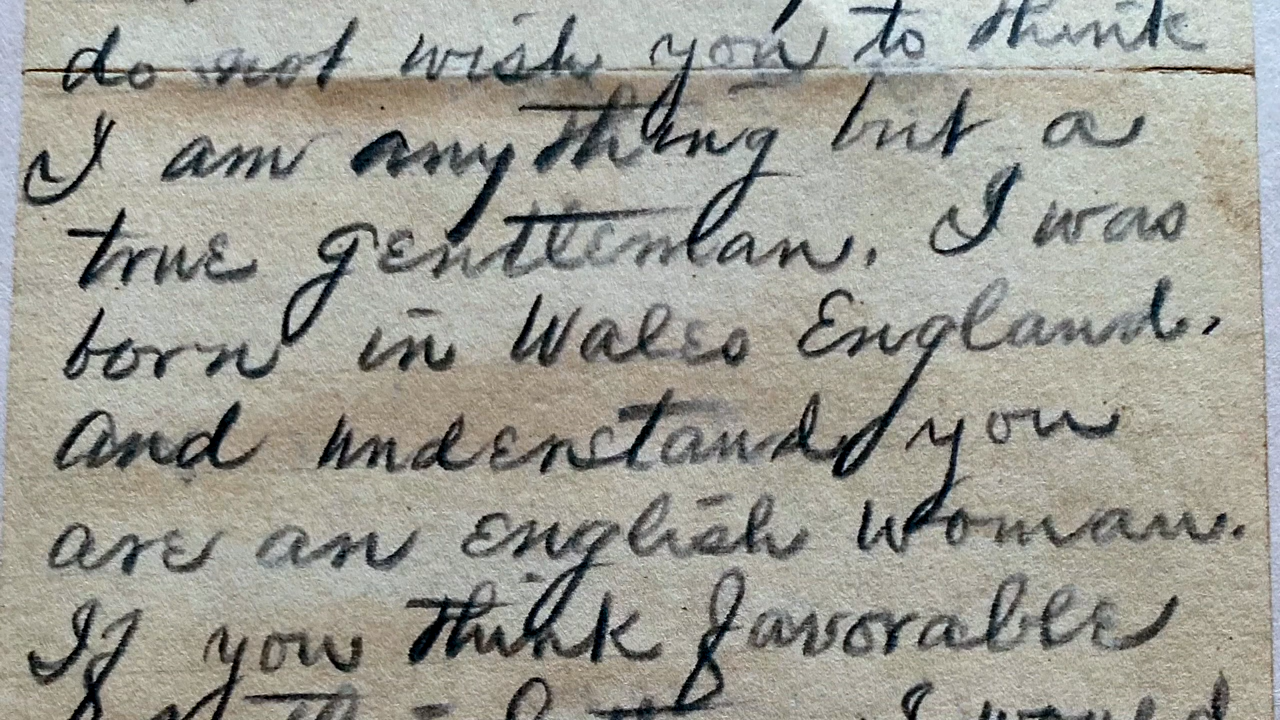 do not wish you to think
I am anything but a
true gentleman. I was
born in Wales England.
And understand you
are an english woman.
If you think favorable